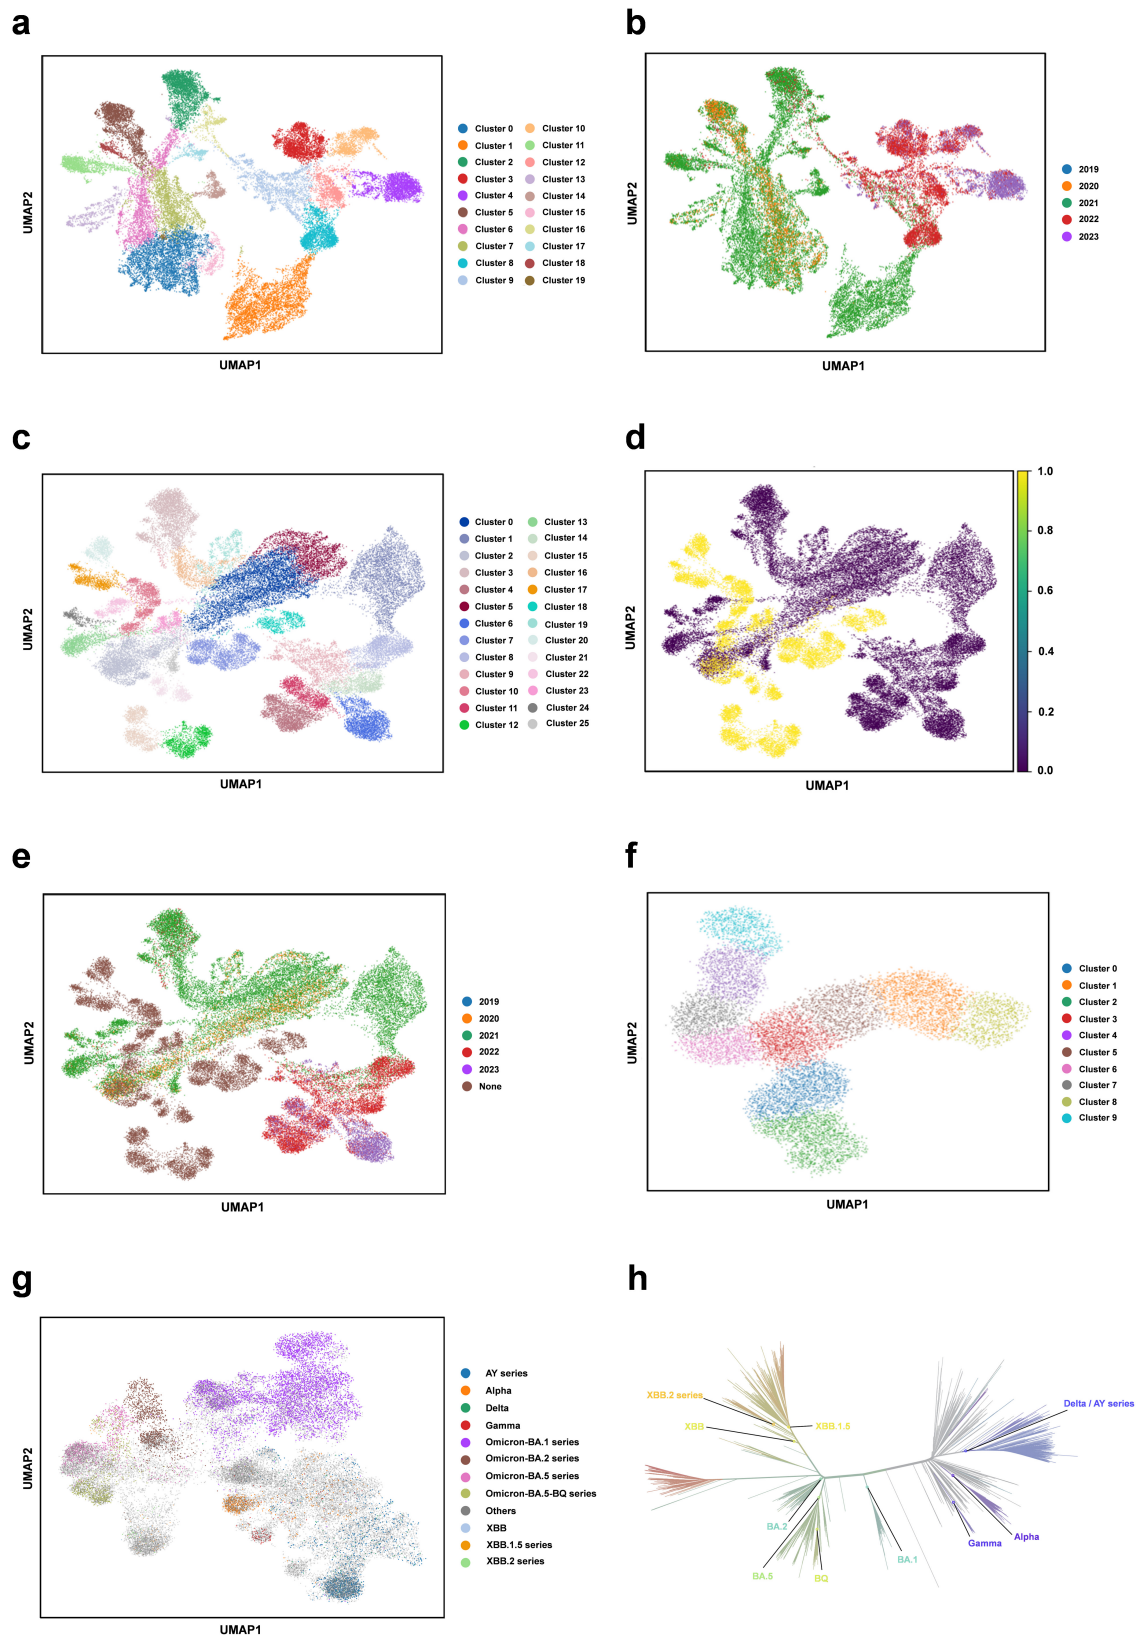 a
b
UMAP2
UMAP1
Cluster 0
Cluster 1
Cluster 2
Cluster 3
Cluster 4
Cluster 5
Cluster 6
Cluster 7
Cluster 8
Cluster 9
Cluster 10
Cluster 11
Cluster 12
Cluster 13
Cluster 14
Cluster 15
Cluster 16
Cluster 17
Cluster 18
Cluster 19
UMAP2
UMAP1
2019
2020
2021
2022
2023
c
d
UMAP2
UMAP1
Cluster 0
Cluster 1
Cluster 2
Cluster 3
Cluster 4
Cluster 5
Cluster 6
Cluster 7
Cluster 8
Cluster 9
Cluster 10
Cluster 11
Cluster 12
Cluster 13
Cluster 14
Cluster 15
Cluster 16
Cluster 17
Cluster 18
Cluster 19
Cluster 20
Cluster 21
Cluster 22
Cluster 23
Cluster 24
Cluster 25
UMAP2
UMAP1
1.0
0.8
0.6
0.4
0.2
0.0
e
f
UMAP2
UMAP1
2019
2020
2021
2022
2023
None
UMAP2
UMAP1
Cluster 0
Cluster 1
Cluster 2
Cluster 3
Cluster 4
Cluster 5
Cluster 6
Cluster 7
Cluster 8
Cluster 9
g
h
UMAP2
UMAP1
AY series
Alpha
Delta
Gamma
Omicron-BA.1 series
Omicron-BA.2 series
Omicron-BA.5 series
Omicron-BA.5-BQ series
Others
XBB
XBB.1.5 series
XBB.2 series
XBB.2 series
Delta / AY series
XBB
XBB.1.5
BA.2
Alpha
Gamma
BA.1
BA.5
BQ